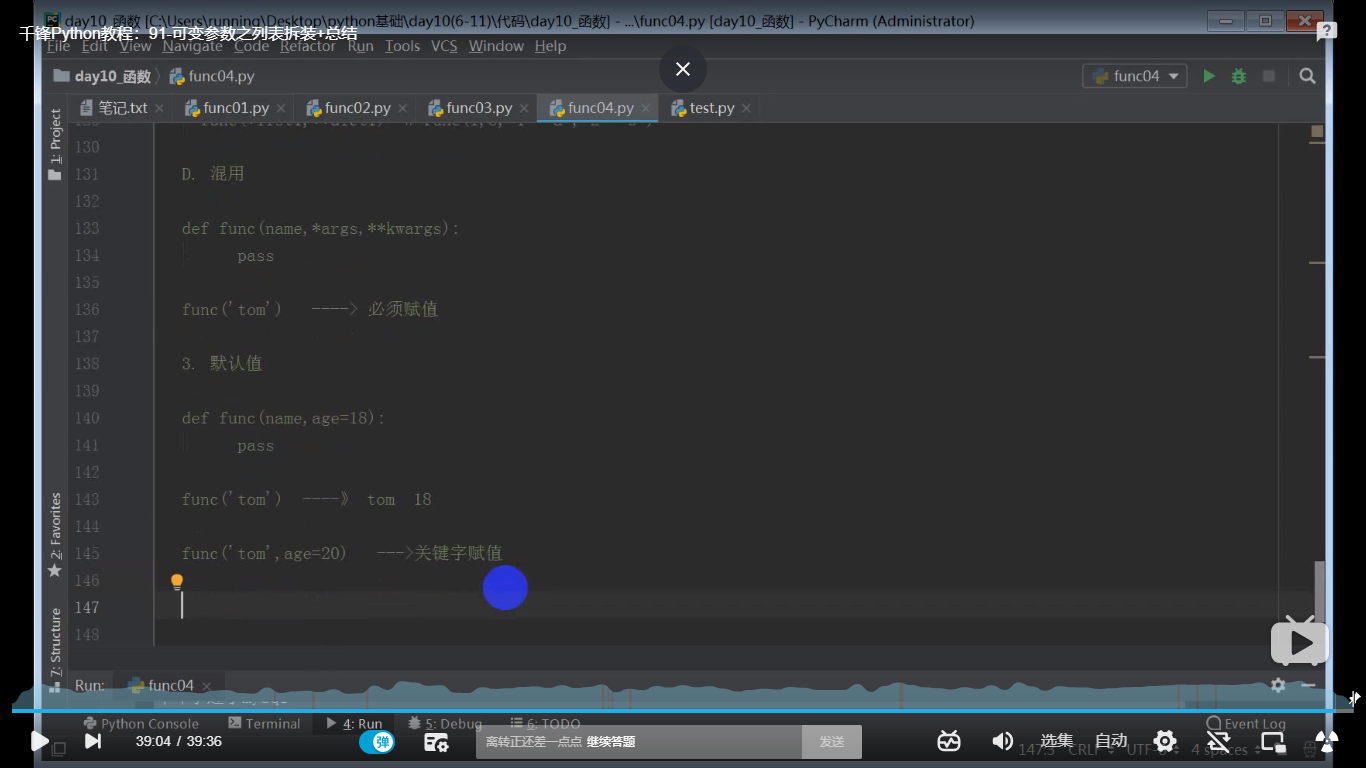 day10_函数 [C:\Users\running\Desktop\python基础\day10(6-11)\代码\day10_函数] - ...\func04.py [day10_函数] - PyCharm (Administrator)
千锋Python教程：91-可变参数之列表拆装+总结
File Edit View Navigate Code Refactor Run Tools VCS Window Help
day10_函数 func04.py
func04
笔记.txt func01.py func02.py func03.py func04.py test.py
1: Project
130
131 D. 混用
132
133 def func(name,*args,**kwargs):
134 pass
135
136 func('tom') ----> 必须赋值
137
138 3. 默认值
139
140 def func(name,age=18):
141 pass
142
143 func('tom') ----》 tom 18
144
145 func('tom',age=20) --->关键字赋值
146
147
148
2: Favorites
7: Structure
Run: func04
Python Console Terminal 4: Run 5: Debug 6: TODO Event Log
39:04 / 39:36 弹 离转正还差一点点 继续答题 发送 选集 自动
CRLF UTF-8 4 spaces